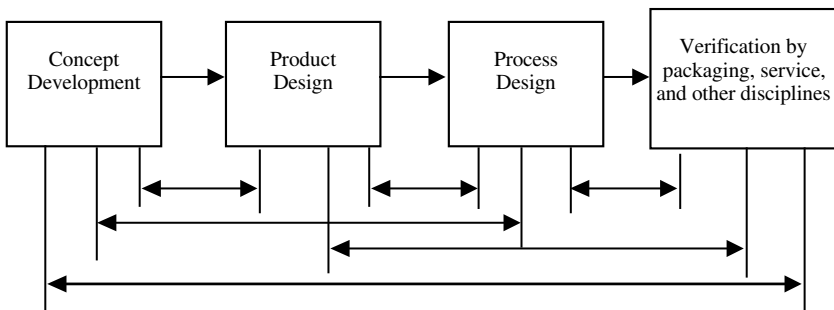 Concept
Development
Product
Design
Process
Design
Verification by
packaging, service,
and other disciplines